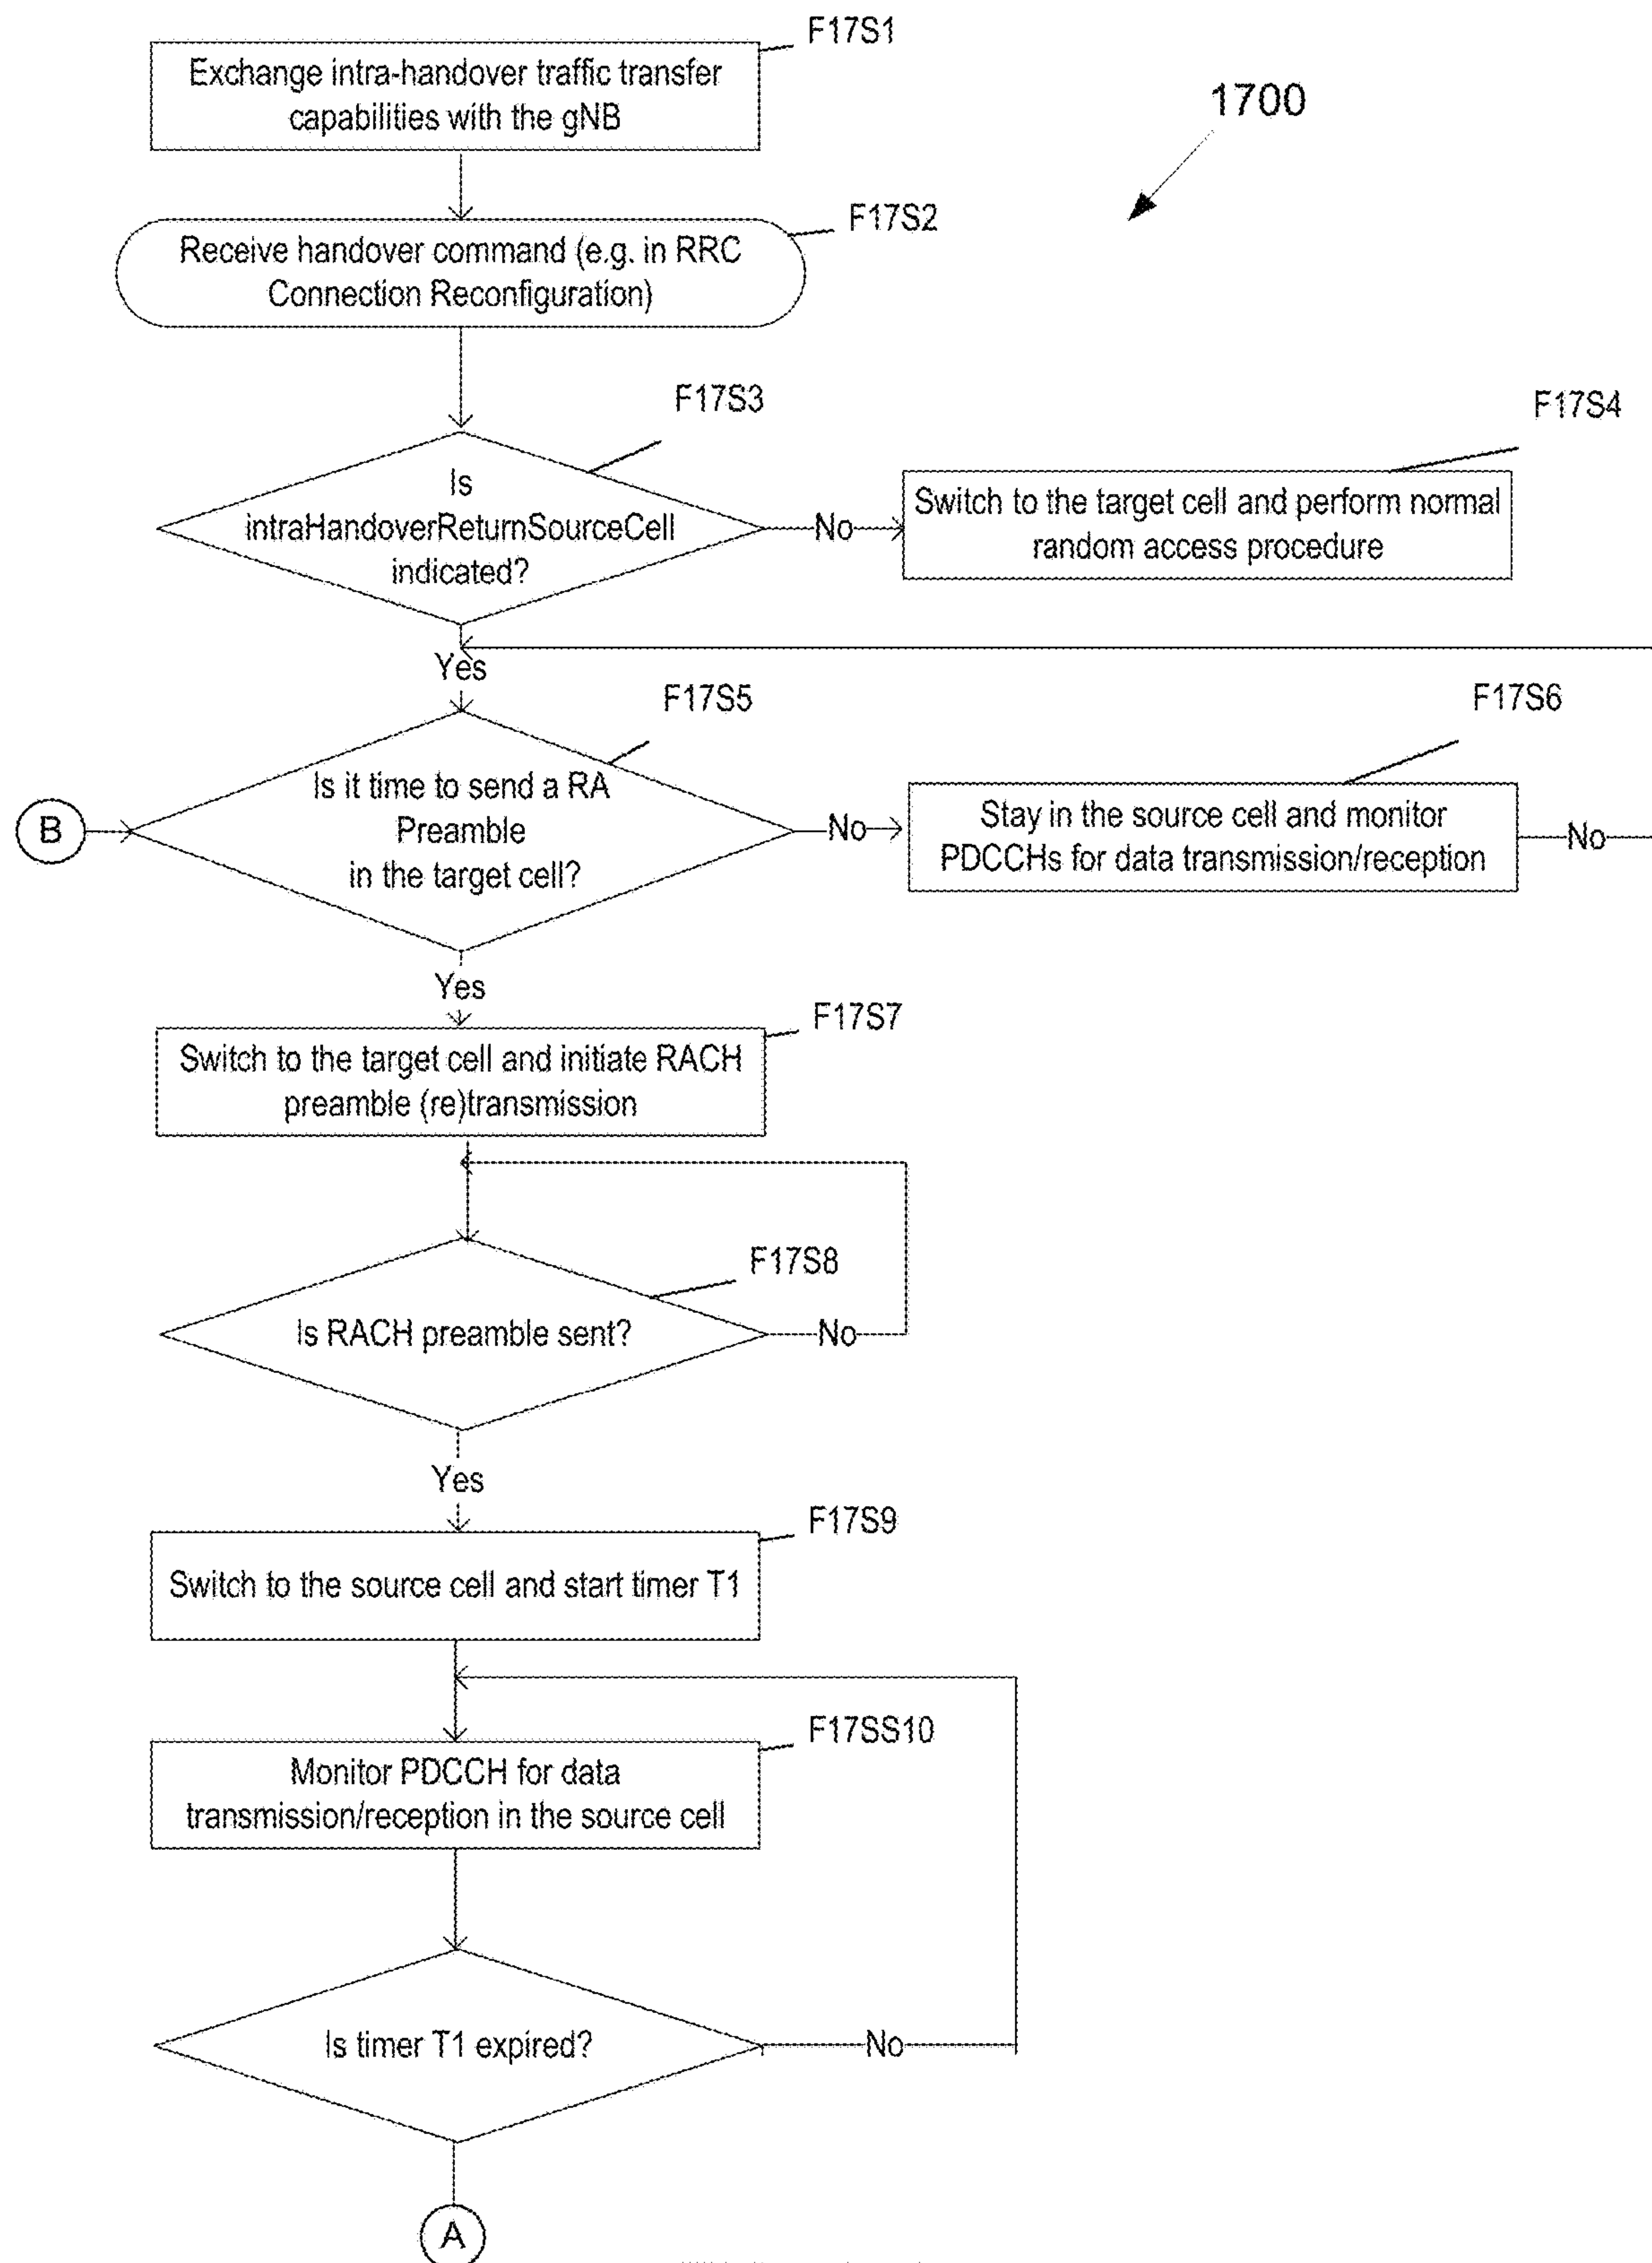 F17S1
Exchange intra-handover traffic transfer
capabilities with the gNB
1700
F17S2
Receive handover command (e.g. in RRC
Connection Reconfiguration)
F17S3
Is
intraHandoverReturnSourceCell
indicated?
No
F17S4
Switch to the target cell and perform normal
random access procedure
Yes
F17S5
Is it time to send a RA
Preamble
in the target cell?
B
No
F17S6
Stay in the source cell and monitor
PDCCHs for data transmission/reception
No
Yes
F17S7
Switch to the target cell and initiate RACH
preamble (re)transmission
F17S8
Is RACH preamble sent?
No
Yes
F17S9
Switch to the source cell and start timer T1
F17SS10
Monitor PDCCH for data
transmission/reception in the source cell
Is timer T1 expired?
No
A